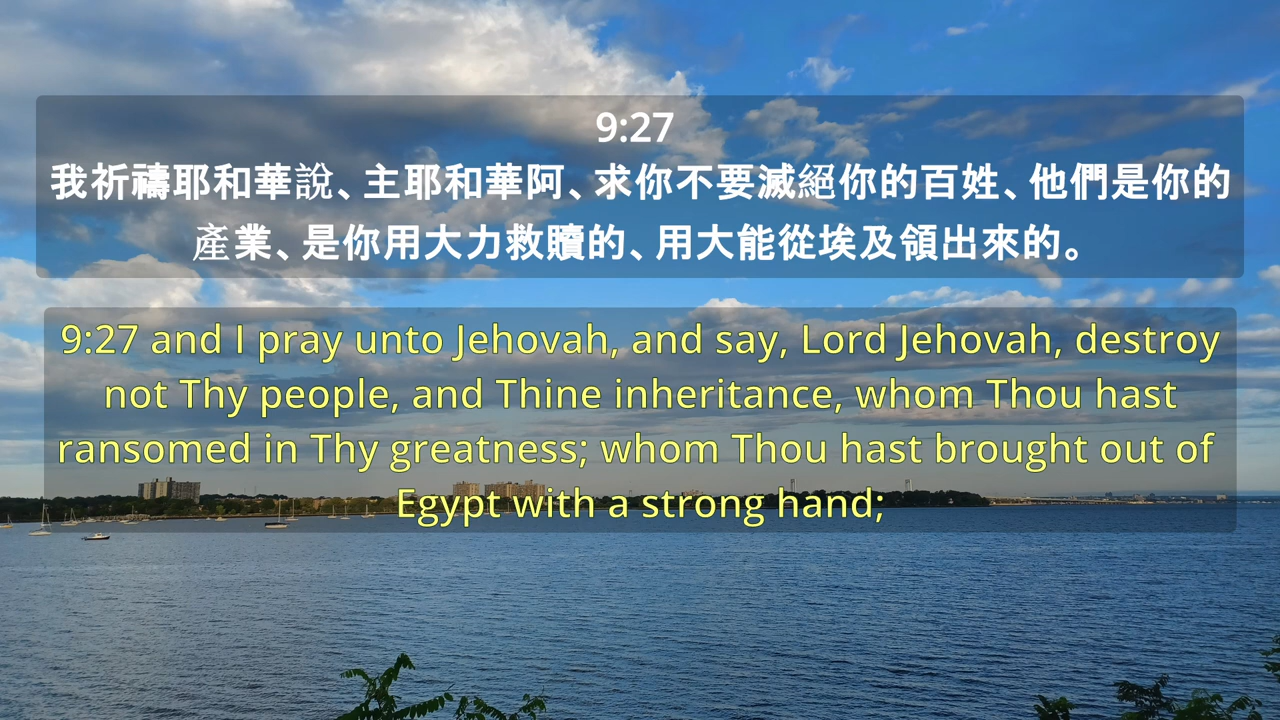 9:27
我祈禱耶和華說、主耶和華阿、求你不要滅絕你的百姓、他們是你的
產業、是你用大力救贖的、用大能從埃及領出來的。
9:27 and I pray unto Jehovah, and say, Lord Jehovah, destroy
not Thy people, and Thine inheritance, whom Thou hast
ransomed in Thy greatness; whom Thou hast brought out of
Egypt with a strong hand;